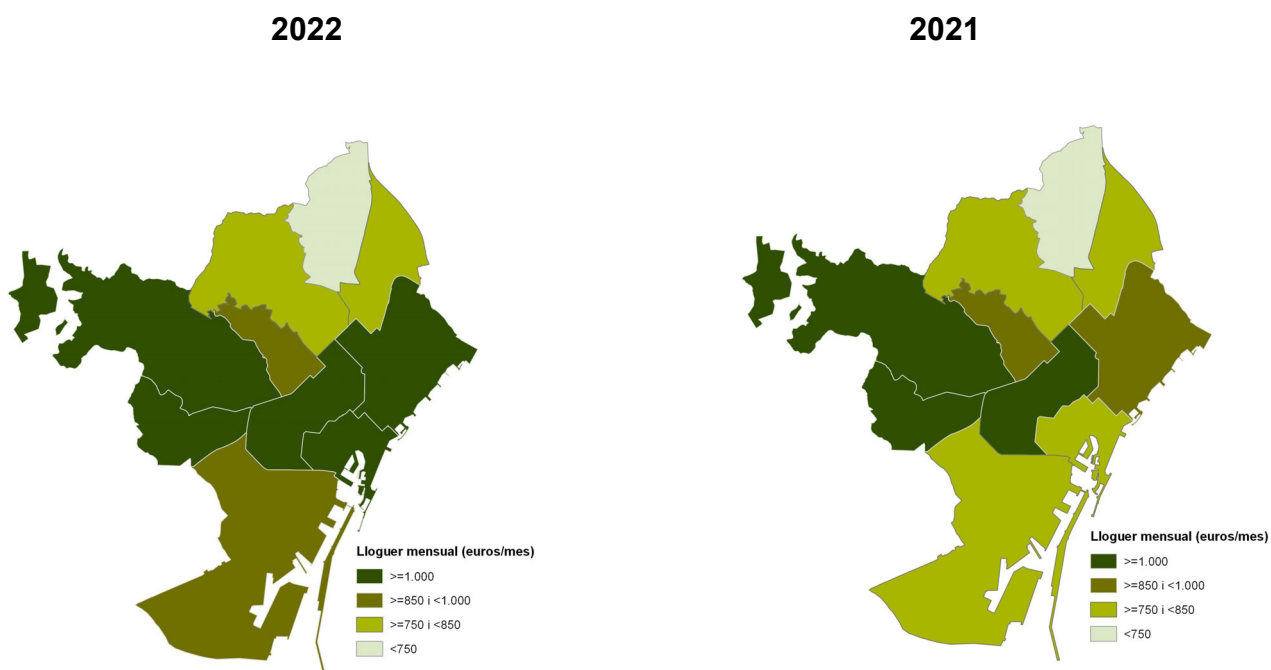 2022
2021
Lloguer mensual (euros/mes)
>=1.000
>=850 i <1.000
>=750 i <850
<750
Lloguer mensual (euros/mes)
>=1.000
>=850 i <1.000
>=750 i <850
<750